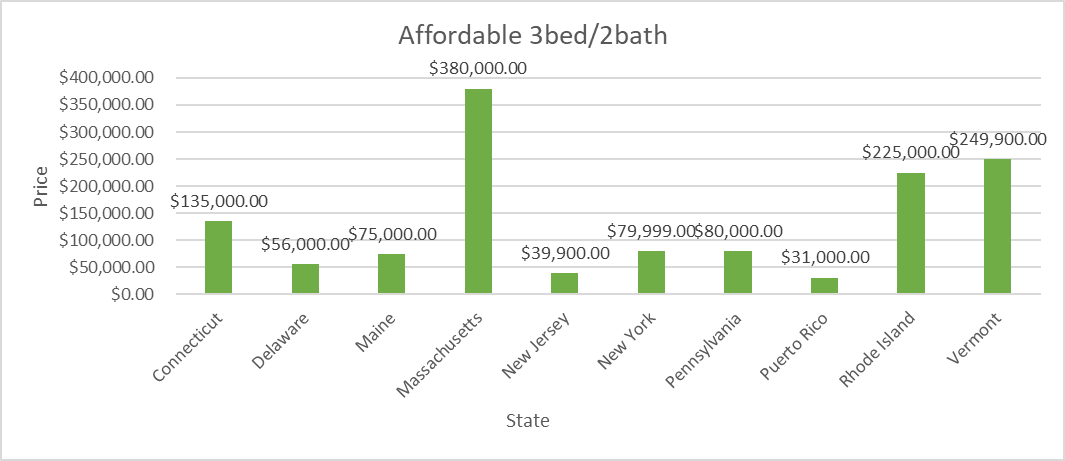 Affordable 3bed/2bath
$400,000.00
$350,000.00
$300,000.00
$250,000.00
$200,000.00
$150,000.00
$100,000.00
$50,000.00
$0.00
Price
$135,000.00
$56,000.00
$75,000.00
$380,000.00
$39,900.00
$79,999.00
$80,000.00
$31,000.00
$225,000.00
$249,900.00
Connecticut
Delaware
Maine
Massachusetts
New Jersey
New York
Pennsylvania
Puerto Rico
Rhode Island
Vermont
State